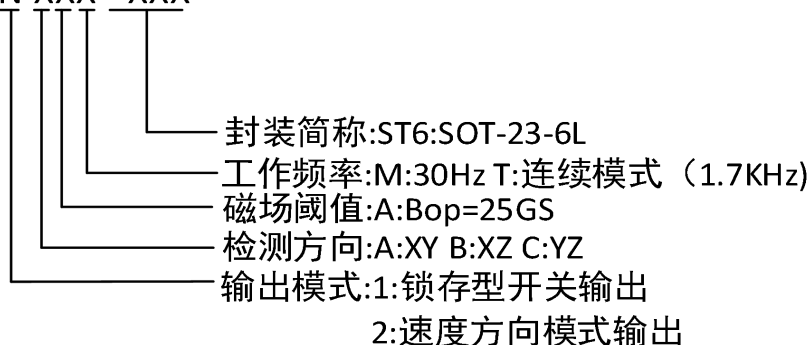 封装简称:ST6:SOT-23-6L
工作频率:M:30Hz T:连续模式（1.7KHz)
磁场阈值:A:Bop=25GS
检测方向:A:XY B:XZ C:YZ
输出模式:1:锁存型开关输出
2:速度方向模式输出